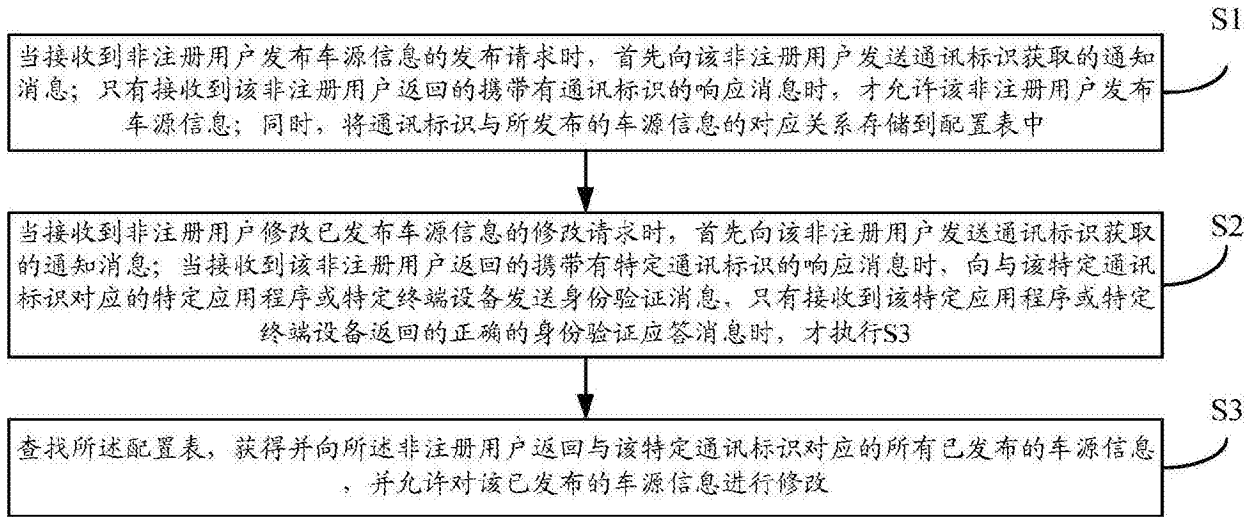 S1
当接收到非注册用户发布车源信息的发布请求时，首先向该非注册用户发送通讯标识获取的通知
消息；只有接收到该非注册用户返回的携带有通讯标识的响应消息时，才允许该非注册用户发布
车源信息；同时，将通讯标识与所发布的车源信息的对应关系存储到配置表中
S2
当接收到非注册用户修改已发布车源信息的修改请求时，首先向该非注册用户发送通讯标识获取
的通知消息；当接收到该非注册用户返回的携带有特定通讯标识的响应消息时，向与该特定通讯
标识对应的特定应用程序或特定终端设备发送身份验证消息，只有接收到该特定应用程序或特定
终端设备返回的正确的身份验证应答消息时，才执行S3
S3
查找所述配置表，获得并向所述非注册用户返回与该特定通讯标识对应的所有已发布的车源信息
，并允许对该已发布的车源信息进行修改